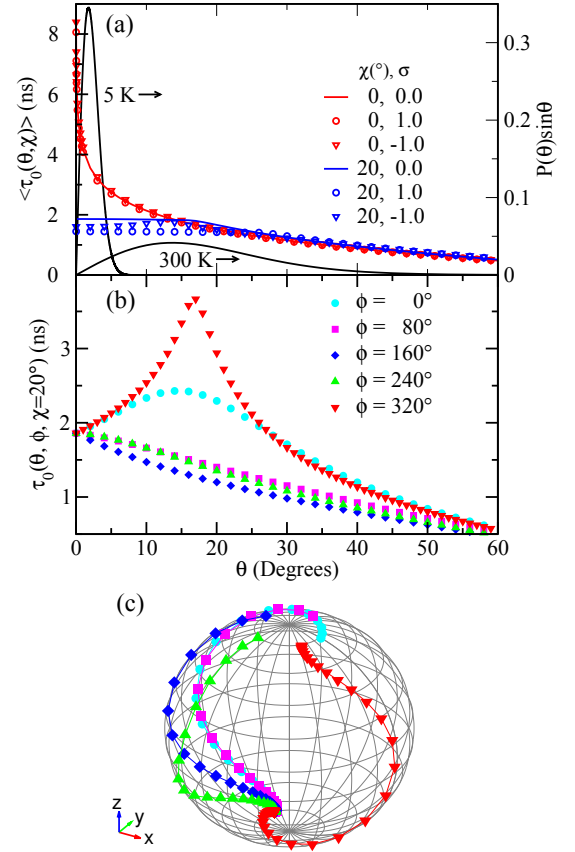 (a)
<τ₀(θ,χ)> (ns)
8
6
4
2
0
5 K
300 K
χ(°), σ
0, 0.0
0, 1.0
0, -1.0
20, 0.0
20, 1.0
20, -1.0
0.3
0.2
0.1
0
P(θ)sinθ
(b)
τ₀(θ, ϕ, χ=20°) (ns)
3
2
1
ϕ = 0°
ϕ = 80°
ϕ = 160°
ϕ = 240°
ϕ = 320°
0 10 20 30 40 50 60
θ (Degrees)
(c)
z
y
x